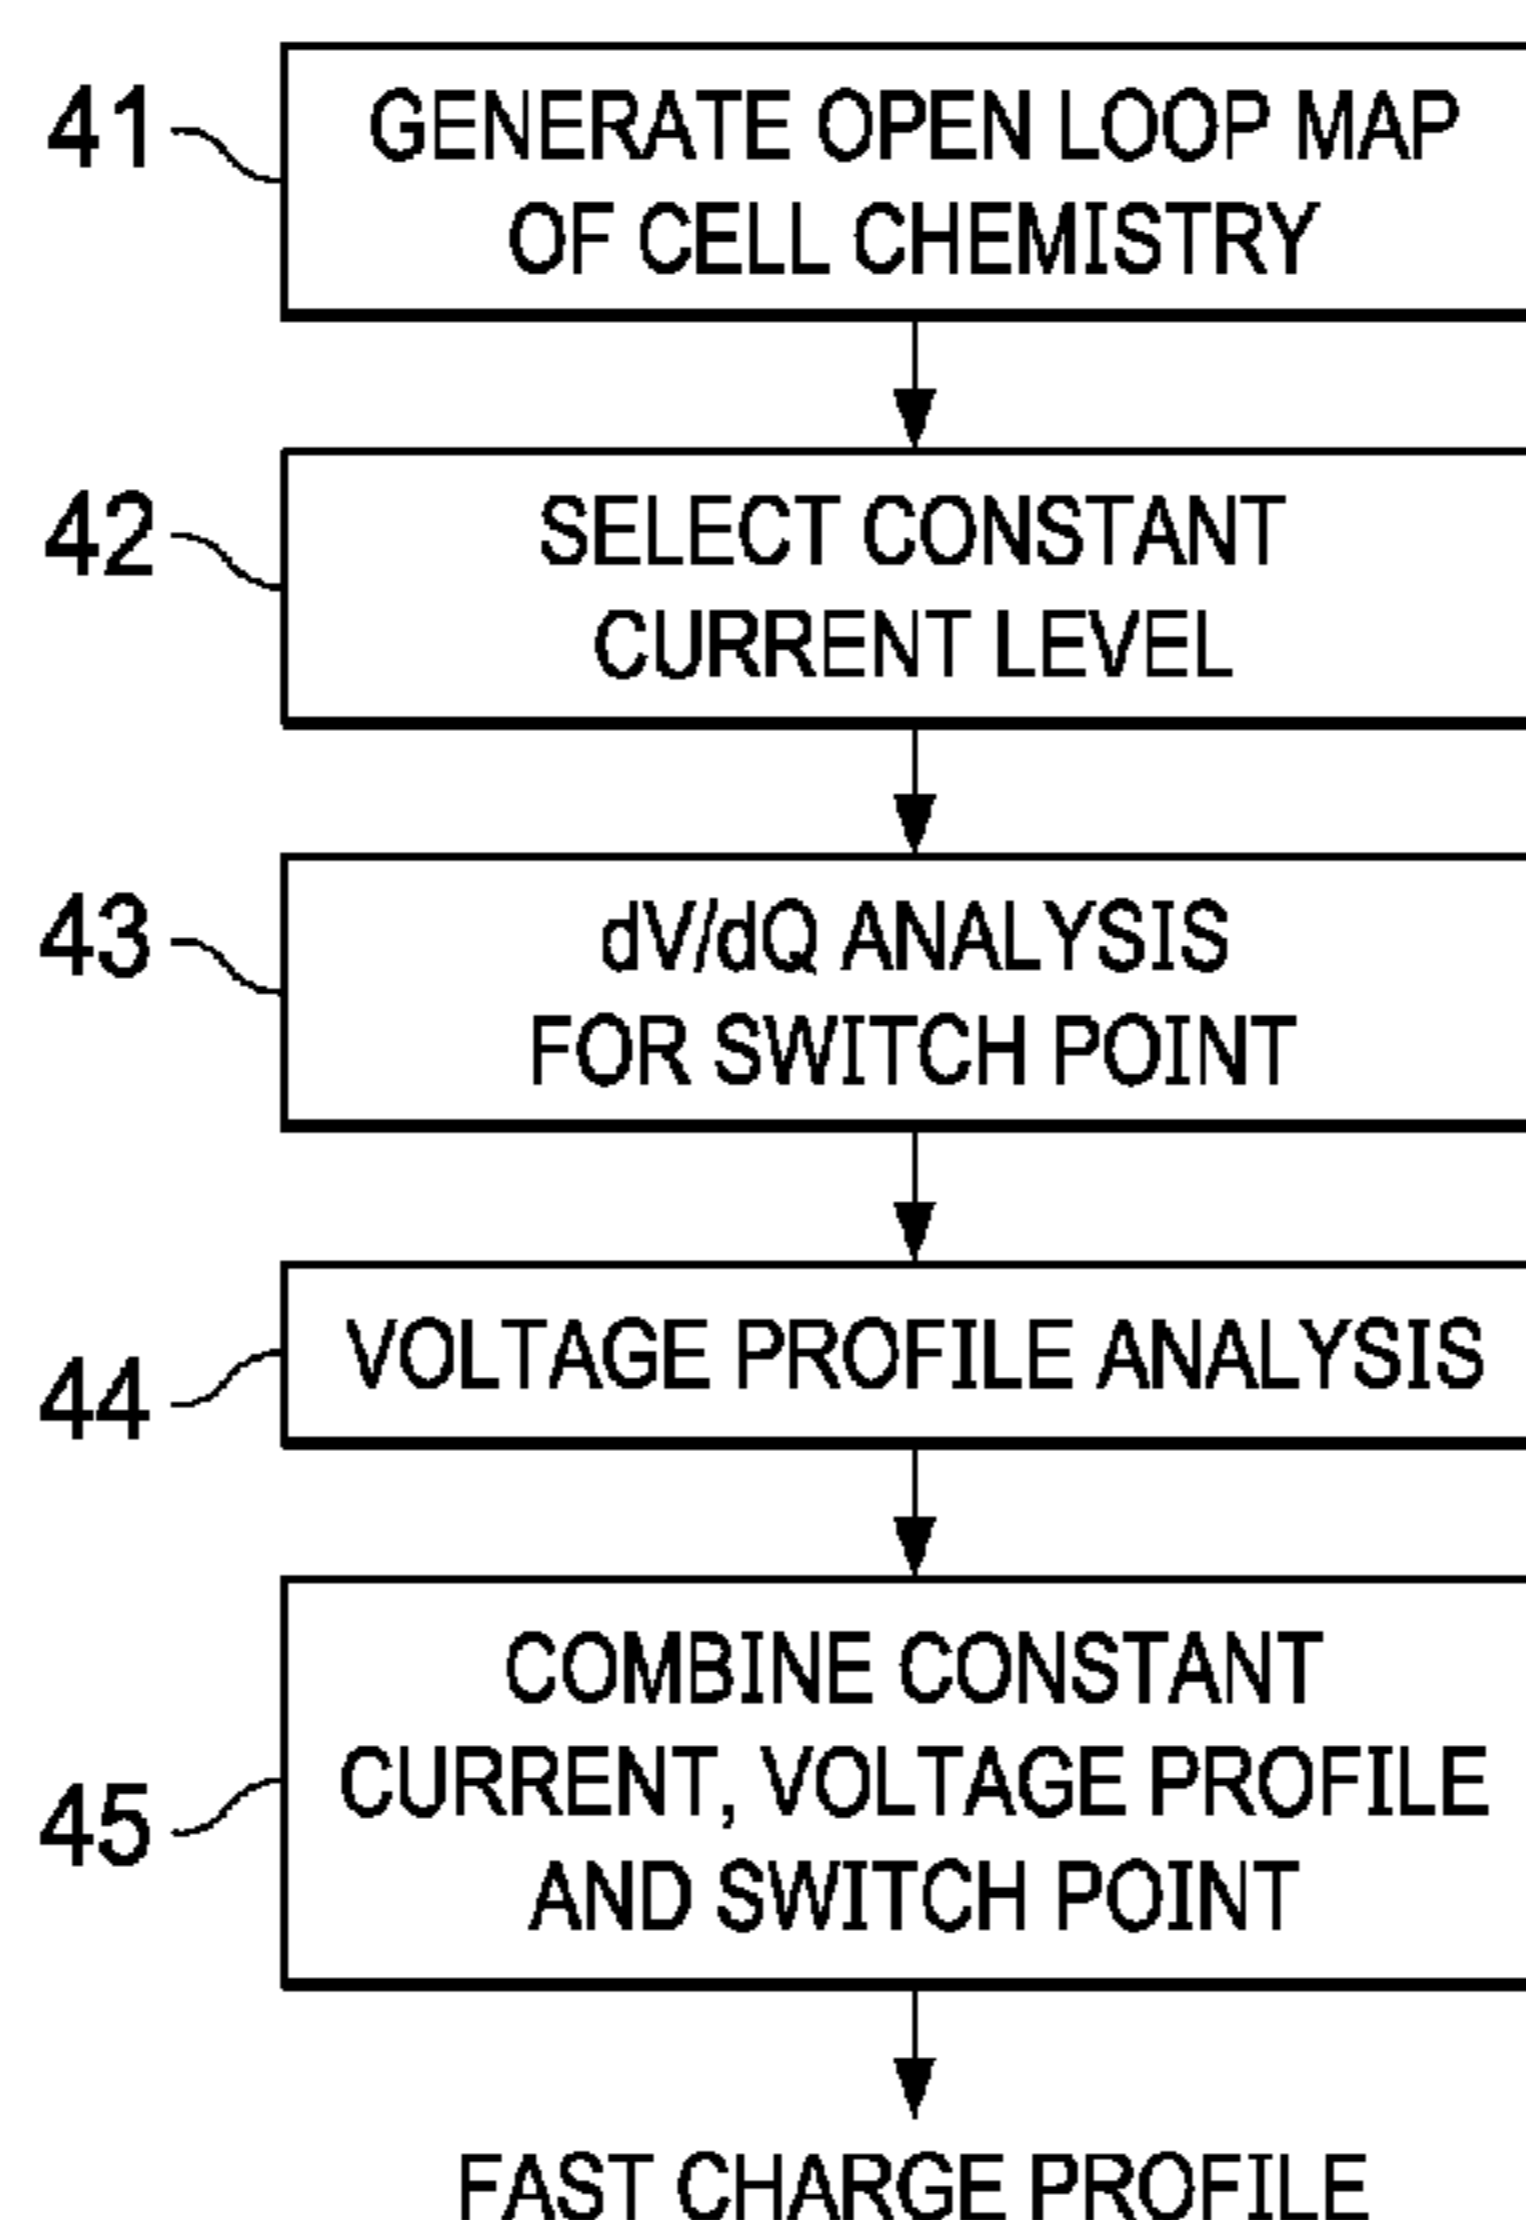 41
GENERATE OPEN LOOP MAP
OF CELL CHEMISTRY
42
SELECT CONSTANT
CURRENT LEVEL
43
dV/dQ ANALYSIS
FOR SWITCH POINT
44
VOLTAGE PROFILE ANALYSIS
45
COMBINE CONSTANT
CURRENT, VOLTAGE PROFILE
AND SWITCH POINT
FAST CHARGE PROFILE